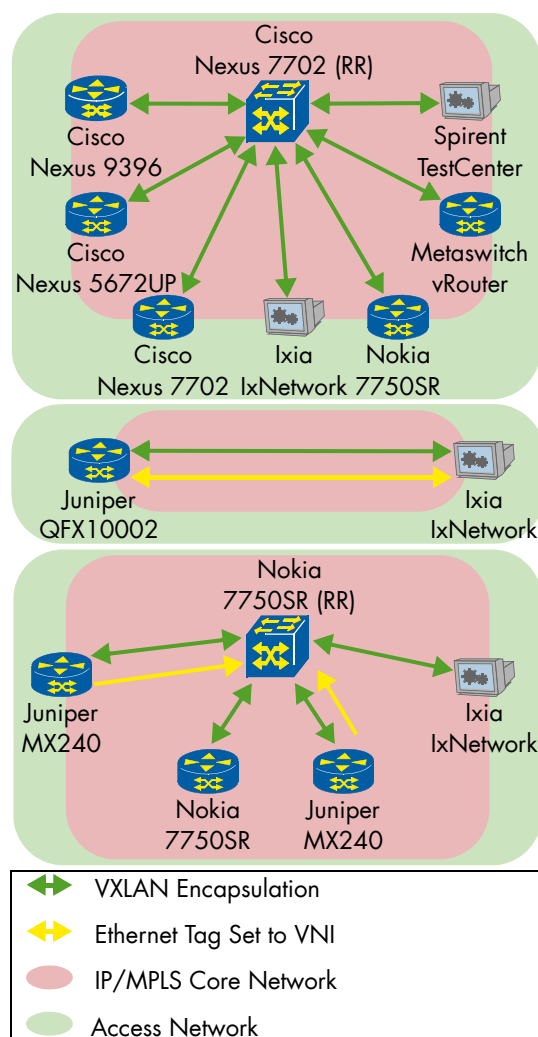 Cisco
Nexus 7702 (RR)
Cisco
Nexus 9396
Spirent
TestCenter
Cisco
Nexus 5672UP
Metaswitch
vRouter
Cisco
Nexus 7702
Ixia
IxNetwork
Nokia
7750SR
Juniper
QFX10002
Ixia
IxNetwork
Nokia
7750SR (RR)
Juniper
MX240
Ixia
IxNetwork
Nokia
7750SR
Juniper
MX240
VXLAN Encapsulation
Ethernet Tag Set to VNI
IP/MPLS Core Network
Access Network